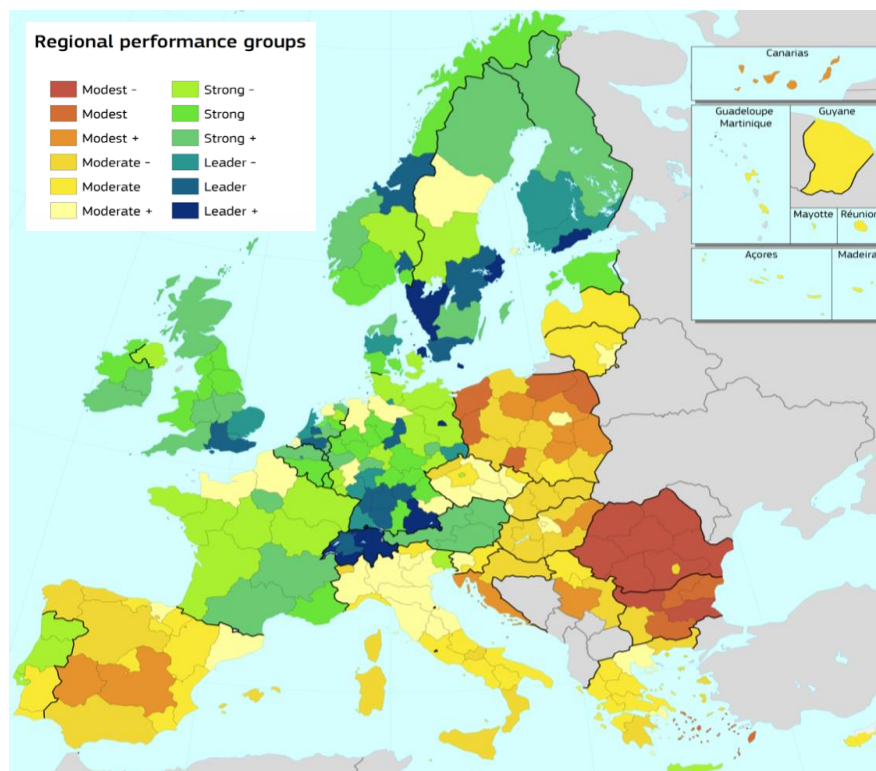 Regional performance groups
Modest -
Modest
Modest +
Moderate -
Moderate
Moderate +
Strong -
Strong
Strong +
Leader -
Leader
Leader +
Canarias
Guadeloupe
Martinique
Guyane
Mayotte
Réunion
Açores
Madeira